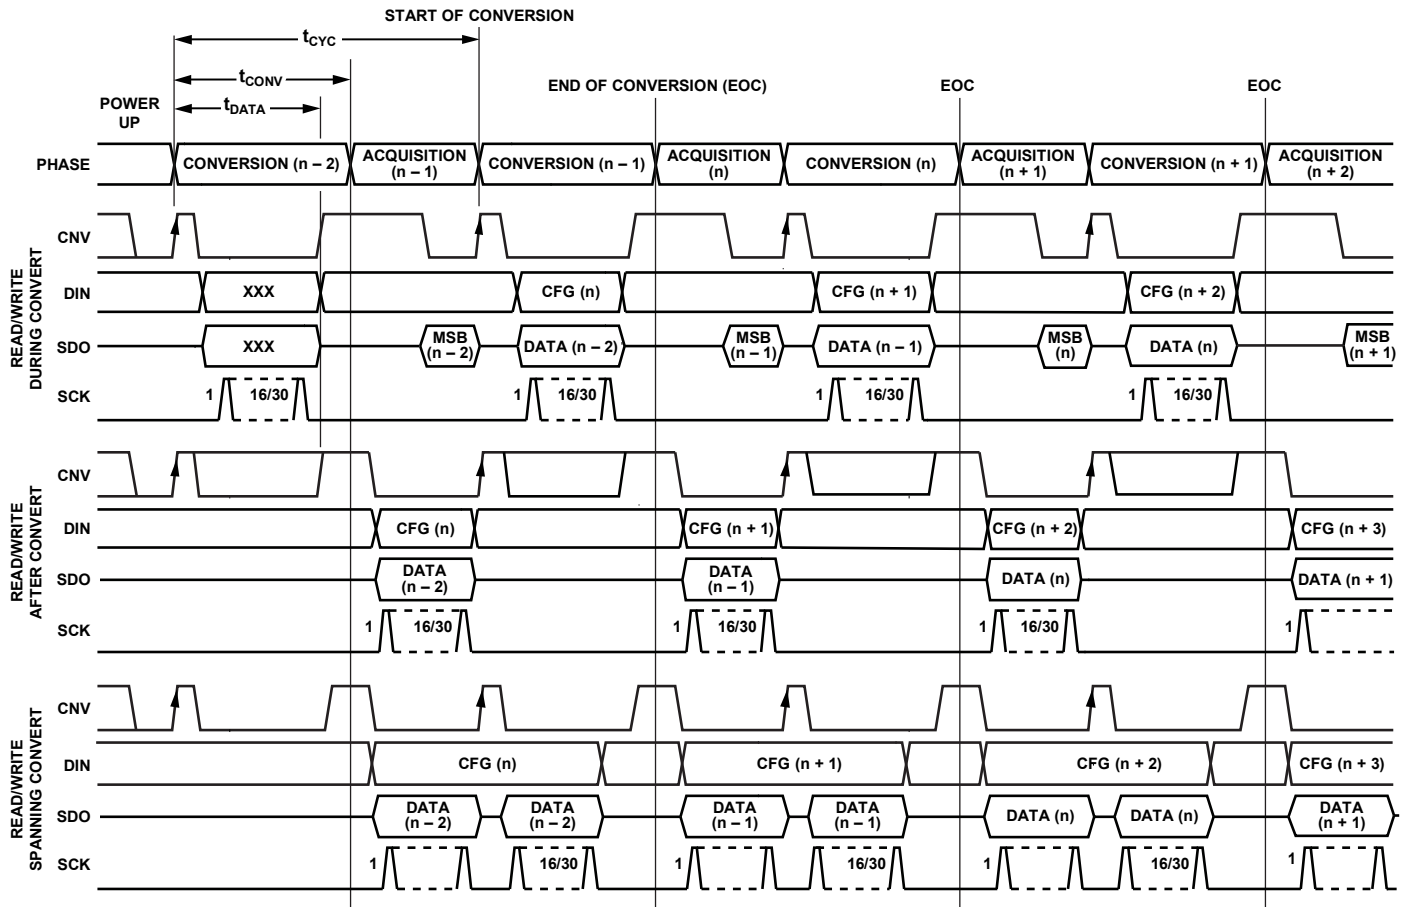 START OF CONVERSION
tCYC
tCONV
tDATA
POWER
UP
END OF CONVERSION (EOC)
EOC
EOC
PHASE
CONVERSION (n – 2)
ACQUISITION
(n – 1)
CONVERSION (n – 1)
ACQUISITION
(n)
CONVERSION (n)
ACQUISITION
(n + 1)
CONVERSION (n + 1)
ACQUISITION
(n + 2)
READ/WRITE
DURING CONVERT
CNV
DIN
XXX
CFG (n)
CFG (n + 1)
CFG (n + 2)
SDO
XXX
MSB
(n – 2)
DATA (n – 2)
MSB
(n – 1)
DATA (n – 1)
MSB
(n)
DATA (n)
MSB
(n + 1)
SCK
1
16/30
1
16/30
1
16/30
1
16/30
READ/WRITE
AFTER CONVERT
CNV
DIN
CFG (n)
CFG (n + 1)
CFG (n + 2)
CFG (n + 3)
SDO
DATA
(n – 2)
DATA
(n – 1)
DATA (n)
DATA (n + 1)
SCK
1
16/30
1
16/30
1
16/30
1
READ/WRITE
SPANNING CONVERT
CNV
DIN
CFG (n)
CFG (n + 1)
CFG (n + 2)
CFG (n + 3)
SDO
DATA
(n – 2)
DATA
(n – 2)
DATA
(n – 1)
DATA
(n – 1)
DATA (n)
DATA (n)
DATA
(n + 1)
SCK
1
16/30
1
16/30
1
16/30
1